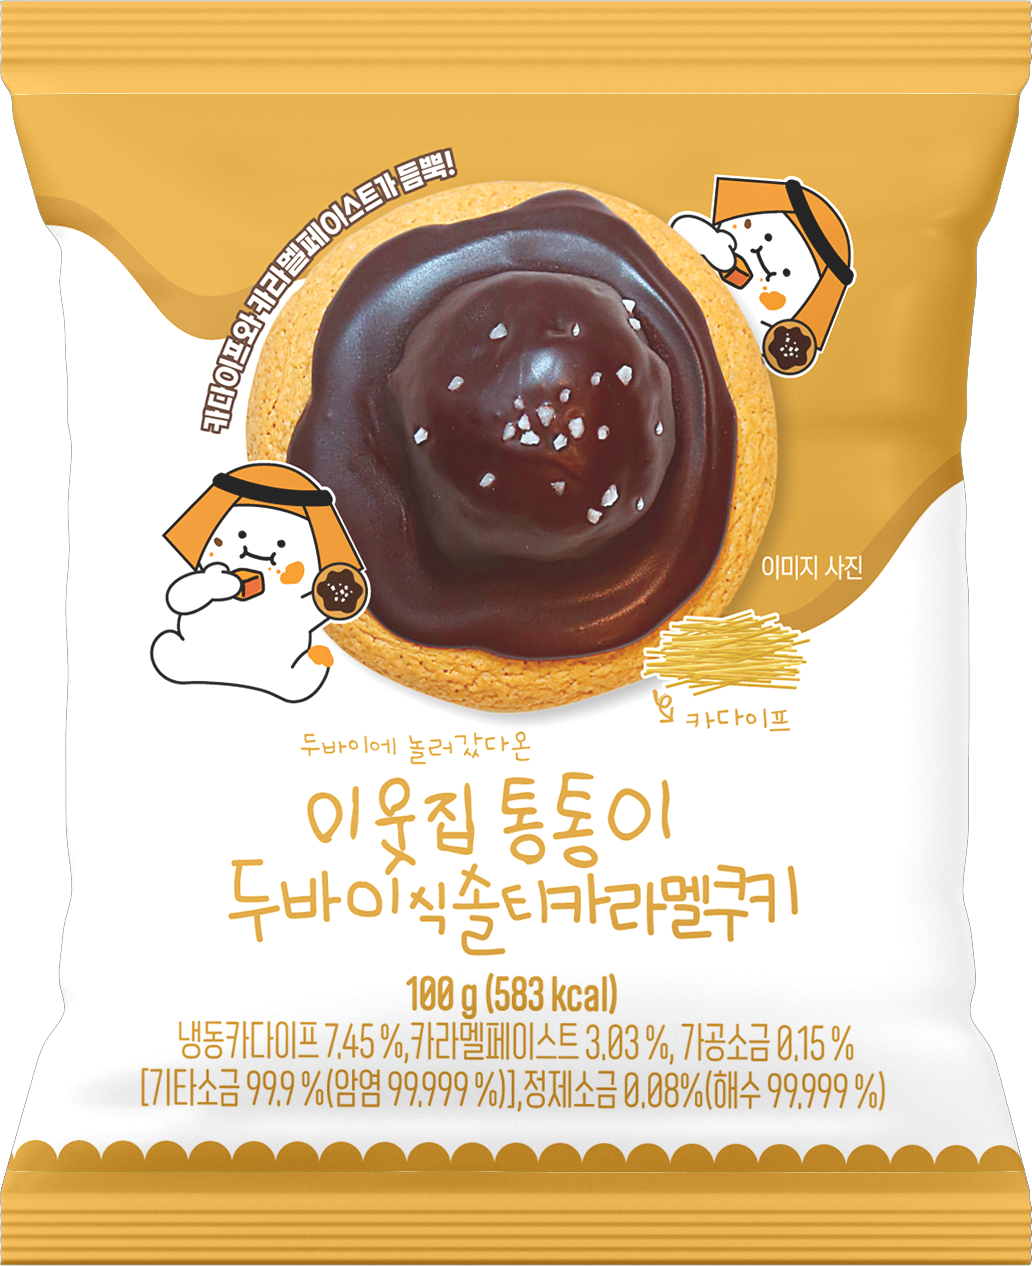 카다이프와 카라멜페이스트가 듬뿍!
이미지 사진
카다이프
두바이에 놀러갔다온
이웃집 통통이
두바이식솔티카라멜쿠키
100 g (583 kcal)
냉동카다이프 7.45 %,카라멜페이스트 3.03 %, 가공소금 0.15 %
[기타소금 99.9 %(암염 99.999 %)],정제소금 0.08%(해수 99.999 %)